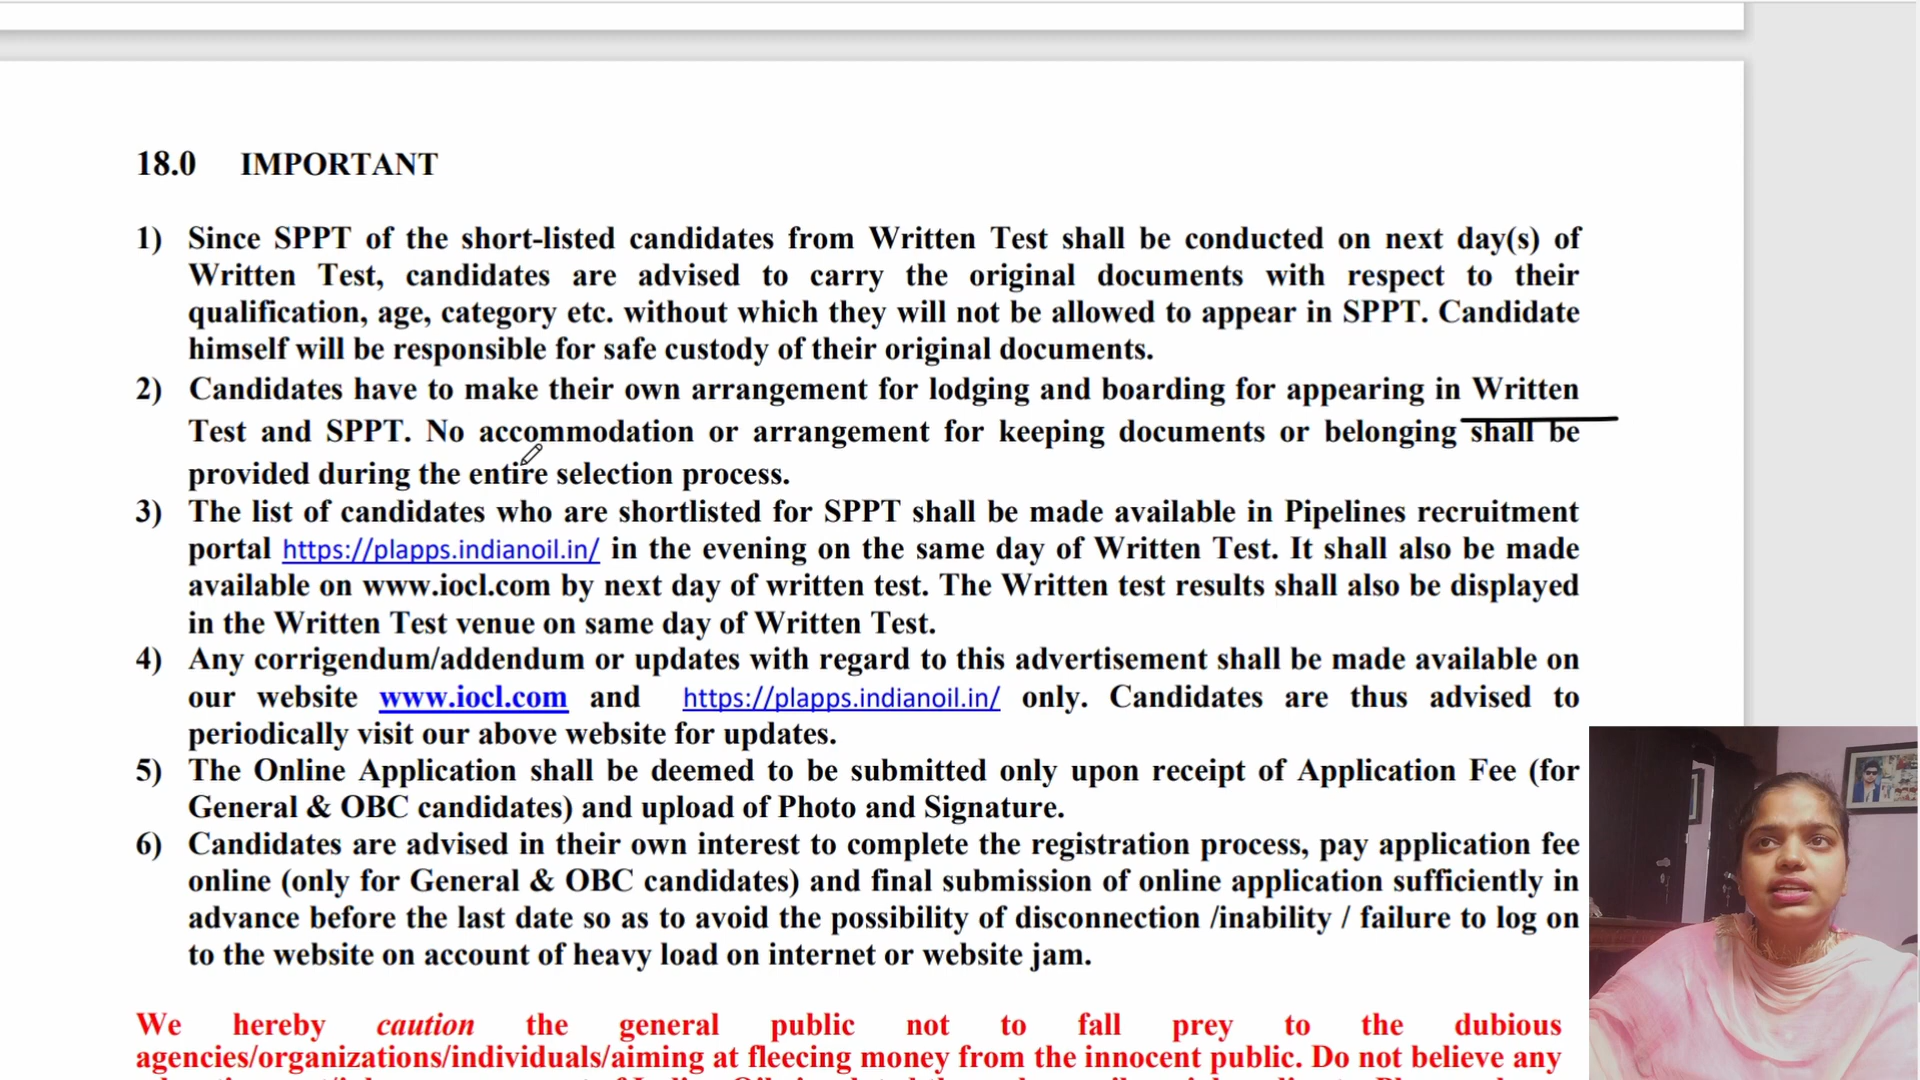 18.0 IMPORTANT
1) Since SPPT of the short-listed candidates from Written Test shall be conducted on next day(s) of
Written Test, candidates are advised to carry the original documents with respect to their
qualification, age, category etc. without which they will not be allowed to appear in SPPT. Candidate
himself will be responsible for safe custody of their original documents.
2) Candidates have to make their own arrangement for lodging and boarding for appearing in Written
Test and SPPT. No accommodation or arrangement for keeping documents or belonging shall be
provided during the entire selection process.
3) The list of candidates who are shortlisted for SPPT shall be made available in Pipelines recruitment
portal https://plapps.indianoil.in/ in the evening on the same day of Written Test. It shall also be made
available on www.iocl.com by next day of written test. The Written test results shall also be displayed
in the Written Test venue on same day of Written Test.
4) Any corrigendum/addendum or updates with regard to this advertisement shall be made available on
our website www.iocl.com and https://plapps.indianoil.in/ only. Candidates are thus advised to
periodically visit our above website for updates.
5) The Online Application shall be deemed to be submitted only upon receipt of Application Fee (for
General & OBC candidates) and upload of Photo and Signature.
6) Candidates are advised in their own interest to complete the registration process, pay application fee
online (only for General & OBC candidates) and final submission of online application sufficiently in
advance before the last date so as to avoid the possibility of disconnection /inability / failure to log on
to the website on account of heavy load on internet or website jam.
We hereby caution the general public not to fall prey to the dubious
agencies/organizations/individuals/aiming at fleecing money from the innocent public. Do not believe any